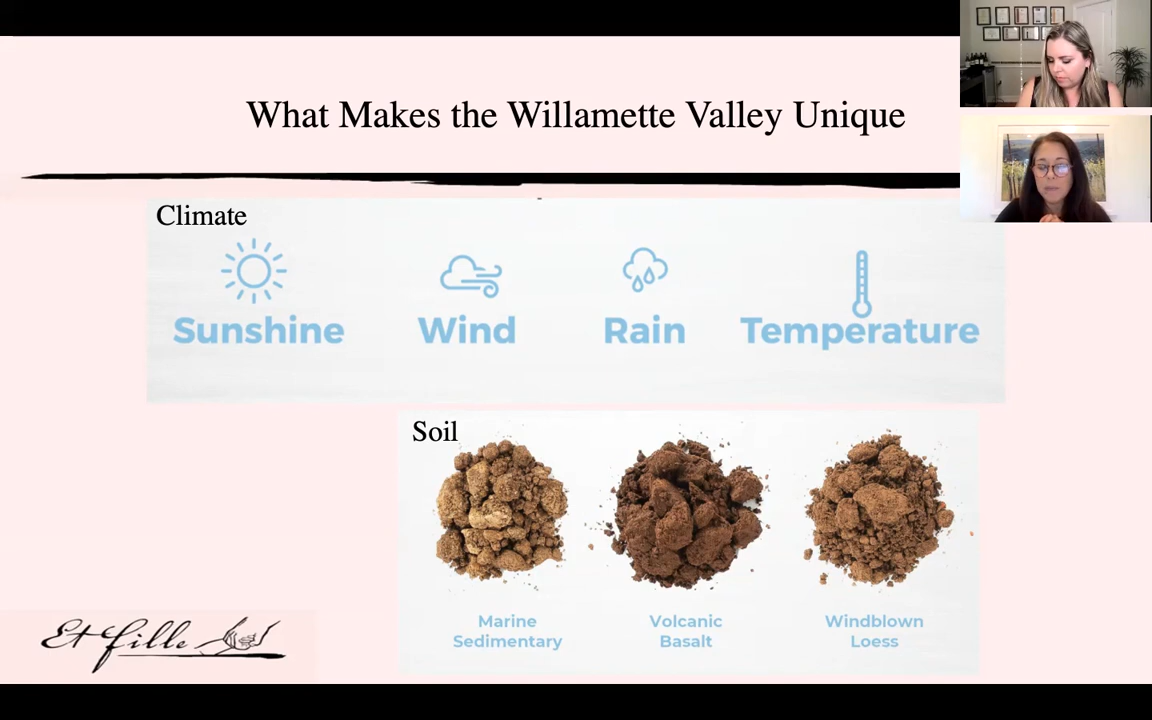 What Makes the Willamette Valley Unique
Climate
Sunshine
Wind
Rain
Temperature
Soil
Marine
Sedimentary
Volcanic
Basalt
Windblown
Loess
Et Fille